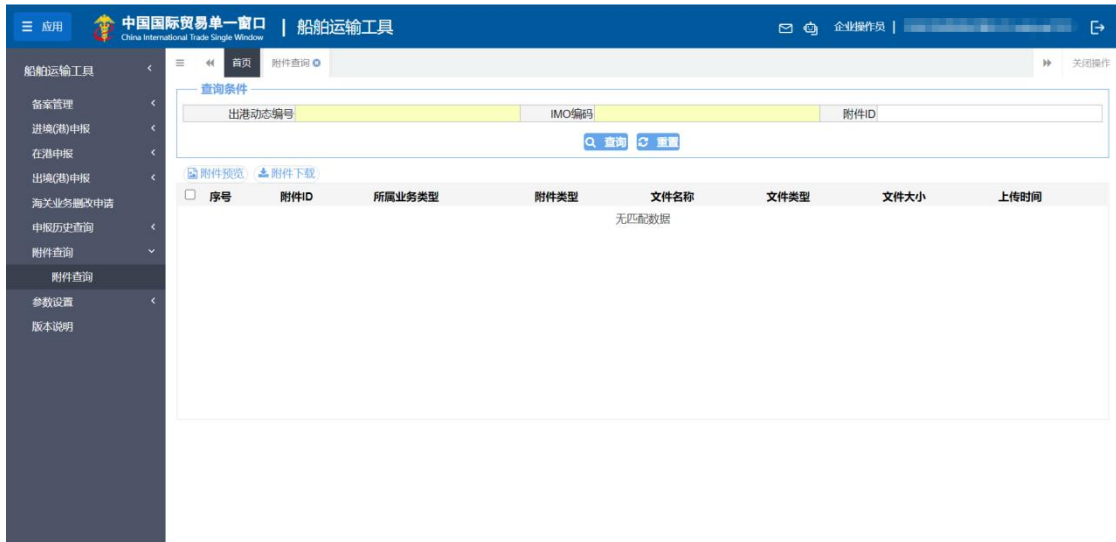 应用 中国国际贸易单一窗口 | 船舶运输工具 企业操作员 |
China International Trade Single Window
船舶运输工具 首页 附件查询 关闭操作
备案管理
进境(港)申报
在港申报
出境(港)申报
海关业务删改申请
申报历史查询
附件查询
附件查询
参数设置
版本说明
查询条件
出港动态编号 IMO编码 附件ID
查询 重置
附件预览 附件下载
序号 附件ID 所属业务类型 附件类型 文件名称 文件类型 文件大小 上传时间
无匹配数据